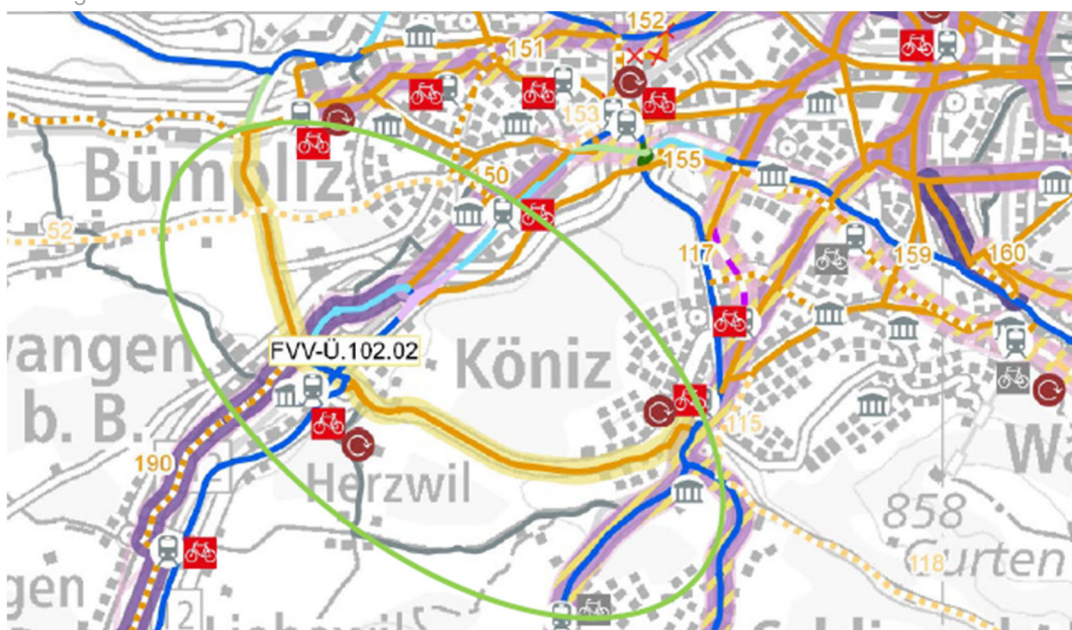 152
151
153
155
Bümpliz
150
52
117
159
160
FVV-Ü.102.02
wangen
Köniz
b. B.
115
190
Herzwil
858
Gurten
118
gen
2